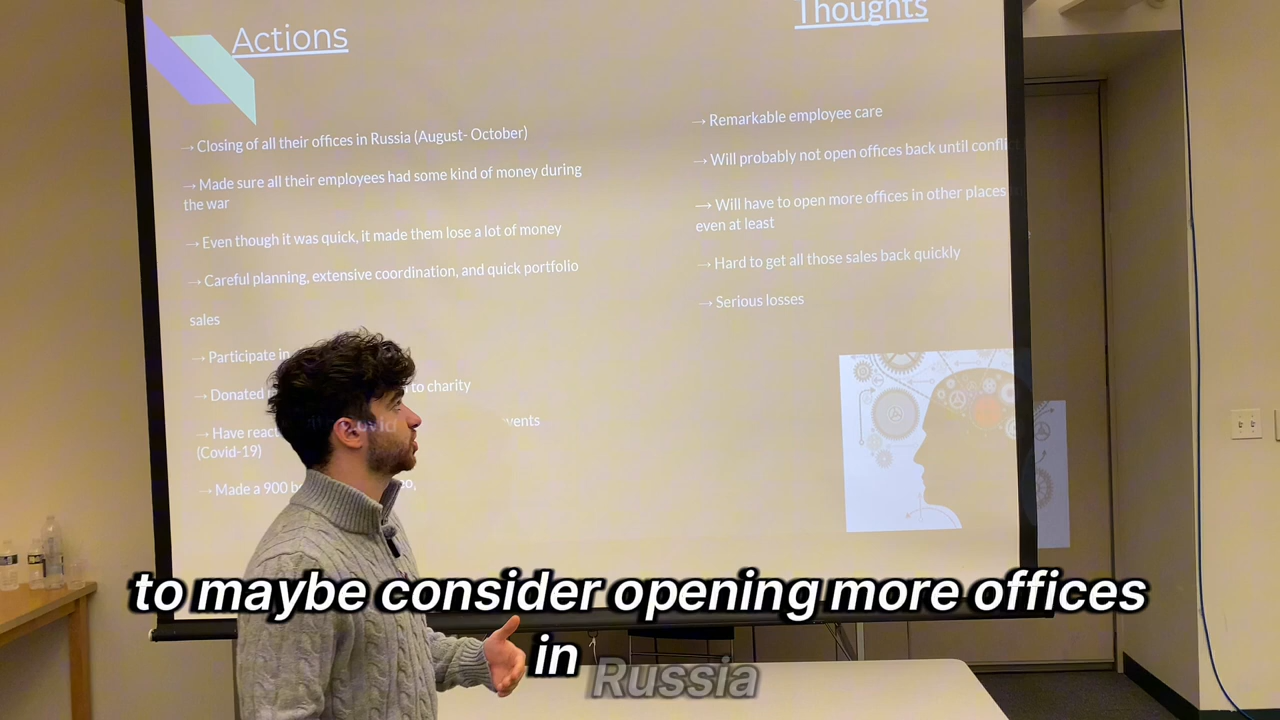 Actions
→ Closing of all their offices in Russia (August- October)
→ Made sure all their employees had some kind of money during
the war
→ Even though it was quick, it made them lose a lot of money
→ Careful planning, extensive coordination, and quick portfolio
sales
→ Participate in
→ Donated to charity
→ Have react
(Covid-19)
→ Made a 900
Thoughts
→ Remarkable employee care
→ Will probably not open offices back until
→ Will have to open more offices in other places
even at least
→ Hard to get all those sales back quickly
→ Serious losses
to maybe consider opening more offices
in Russia